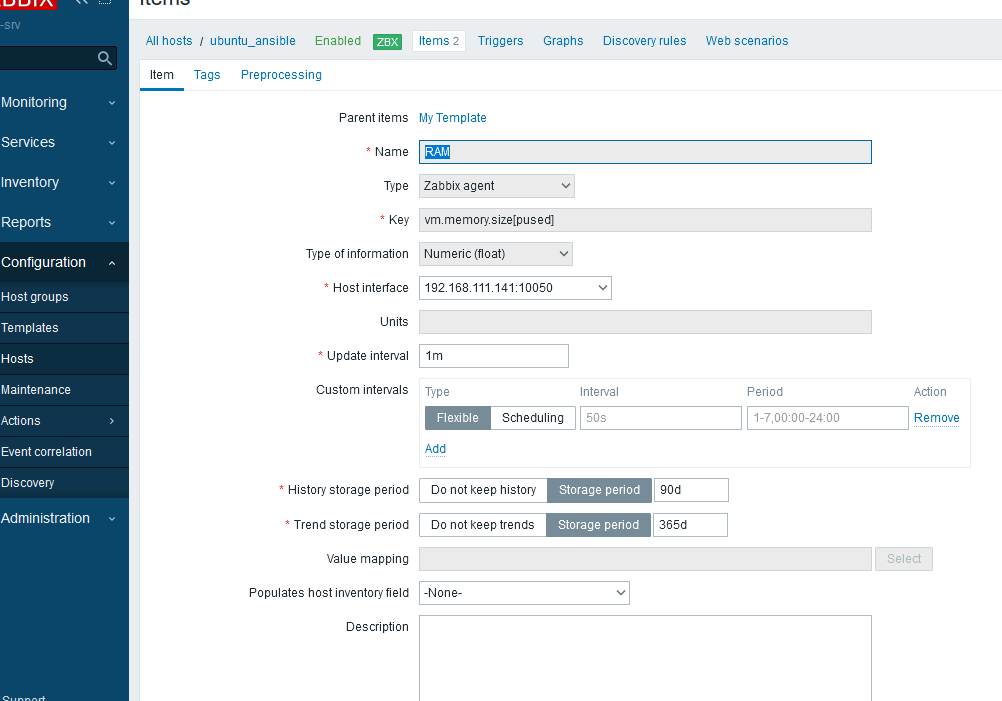 ZABBIX
-srv
Items
All hosts / ubuntu_ansible Enabled ZBX Items 2 Triggers Graphs Discovery rules Web scenarios
Item Tags Preprocessing
Monitoring
Services
Inventory
Reports
Configuration
Host groups
Templates
Hosts
Maintenance
Actions
Event correlation
Discovery
Administration
Support
Parent items My Template
* Name RAM
Type Zabbix agent
* Key vm.memory.size[pused]
Type of information Numeric (float)
* Host interface 192.168.111.141:10050
Units
* Update interval 1m
Custom intervals Type Interval Period Action
Flexible Scheduling 50s 1-7,00:00-24:00 Remove
Add
* History storage period Do not keep history Storage period 90d
* Trend storage period Do not keep trends Storage period 365d
Value mapping Select
Populates host inventory field -None-
Description